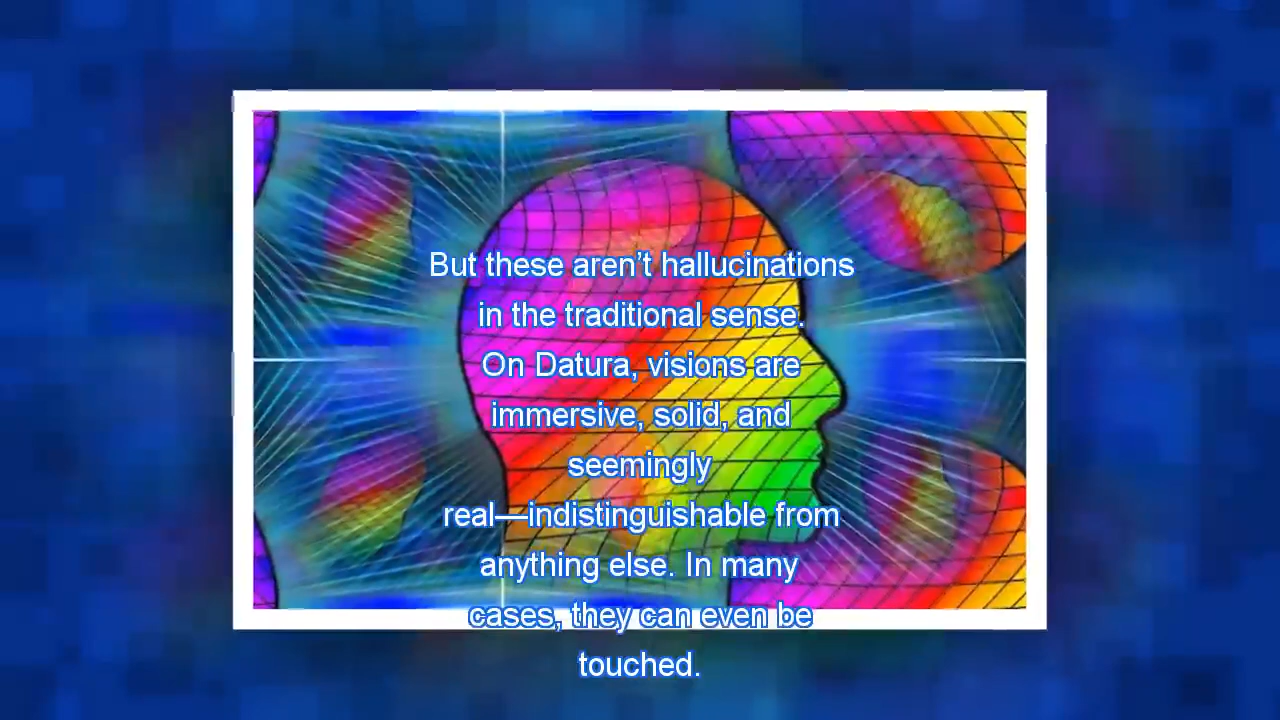 But these aren’t hallucinations
in the traditional sense.
On Datura, visions are
immersive, solid, and
seemingly
real—indistinguishable from
anything else. In many
cases, they can even be
touched.